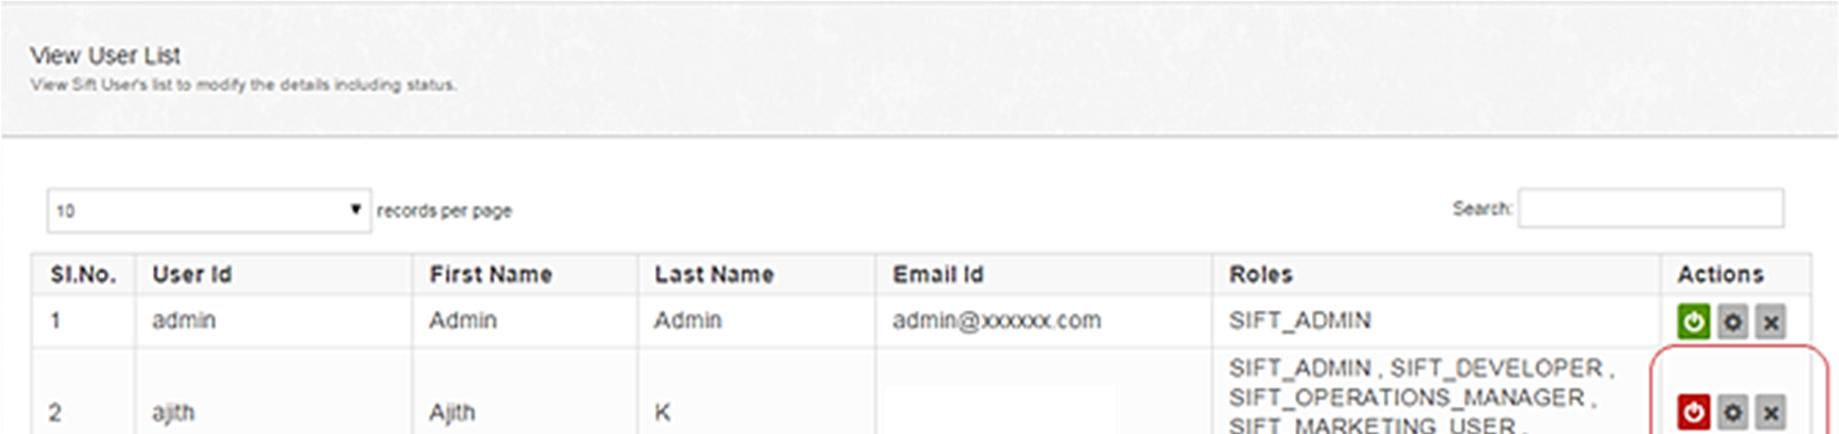 View User List
View Sift User's list to modify the details including status.
10 records per page Search:
Sl.No. User Id First Name Last Name Email Id Roles Actions
1 admin Admin Admin admin@xxxxxx.com SIFT_ADMIN
SIFT_ADMIN , SIFT_DEVELOPER ,
2 ajith Ajith K SIFT_OPERATIONS_MANAGER ,
SIFT_MARKETING_USER ,